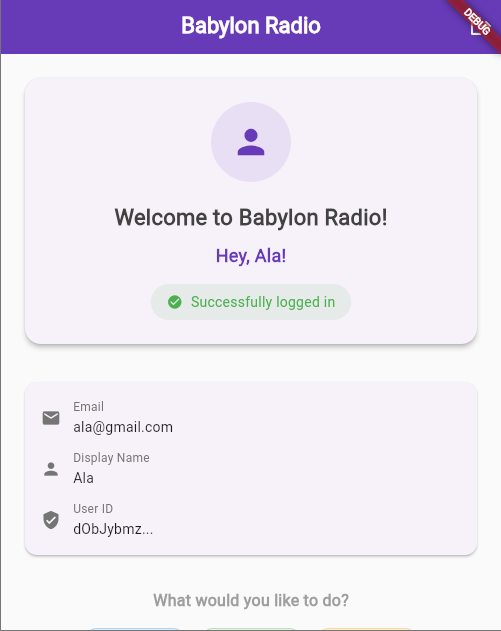 Babylon Radio
DEBUG
Welcome to Babylon Radio!
Hey, Ala!
Successfully logged in
Email
ala@gmail.com
Display Name
Ala
User ID
dObJybmz...
What would you like to do?